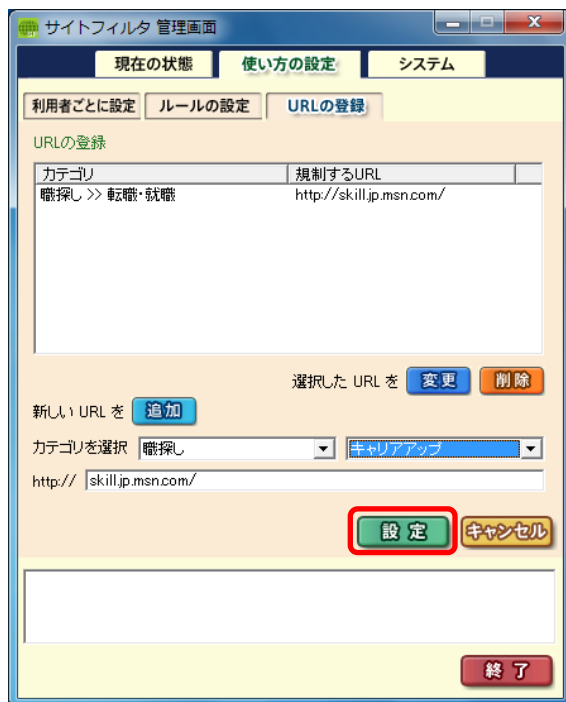 サイトフィルタ 管理画面
現在の状態 使い方の設定 システム
利用者ごとに設定 ルールの設定 URLの登録
URLの登録
カテゴリ 規制するURL
職探し >> 転職・就職 http://skill.jp.msn.com/
選択した URL を 変更 削除
新しい URL を 追加
カテゴリを選択 職探し キャリアアップ
http:// skill.jp.msn.com/
設定 キャンセル
終了